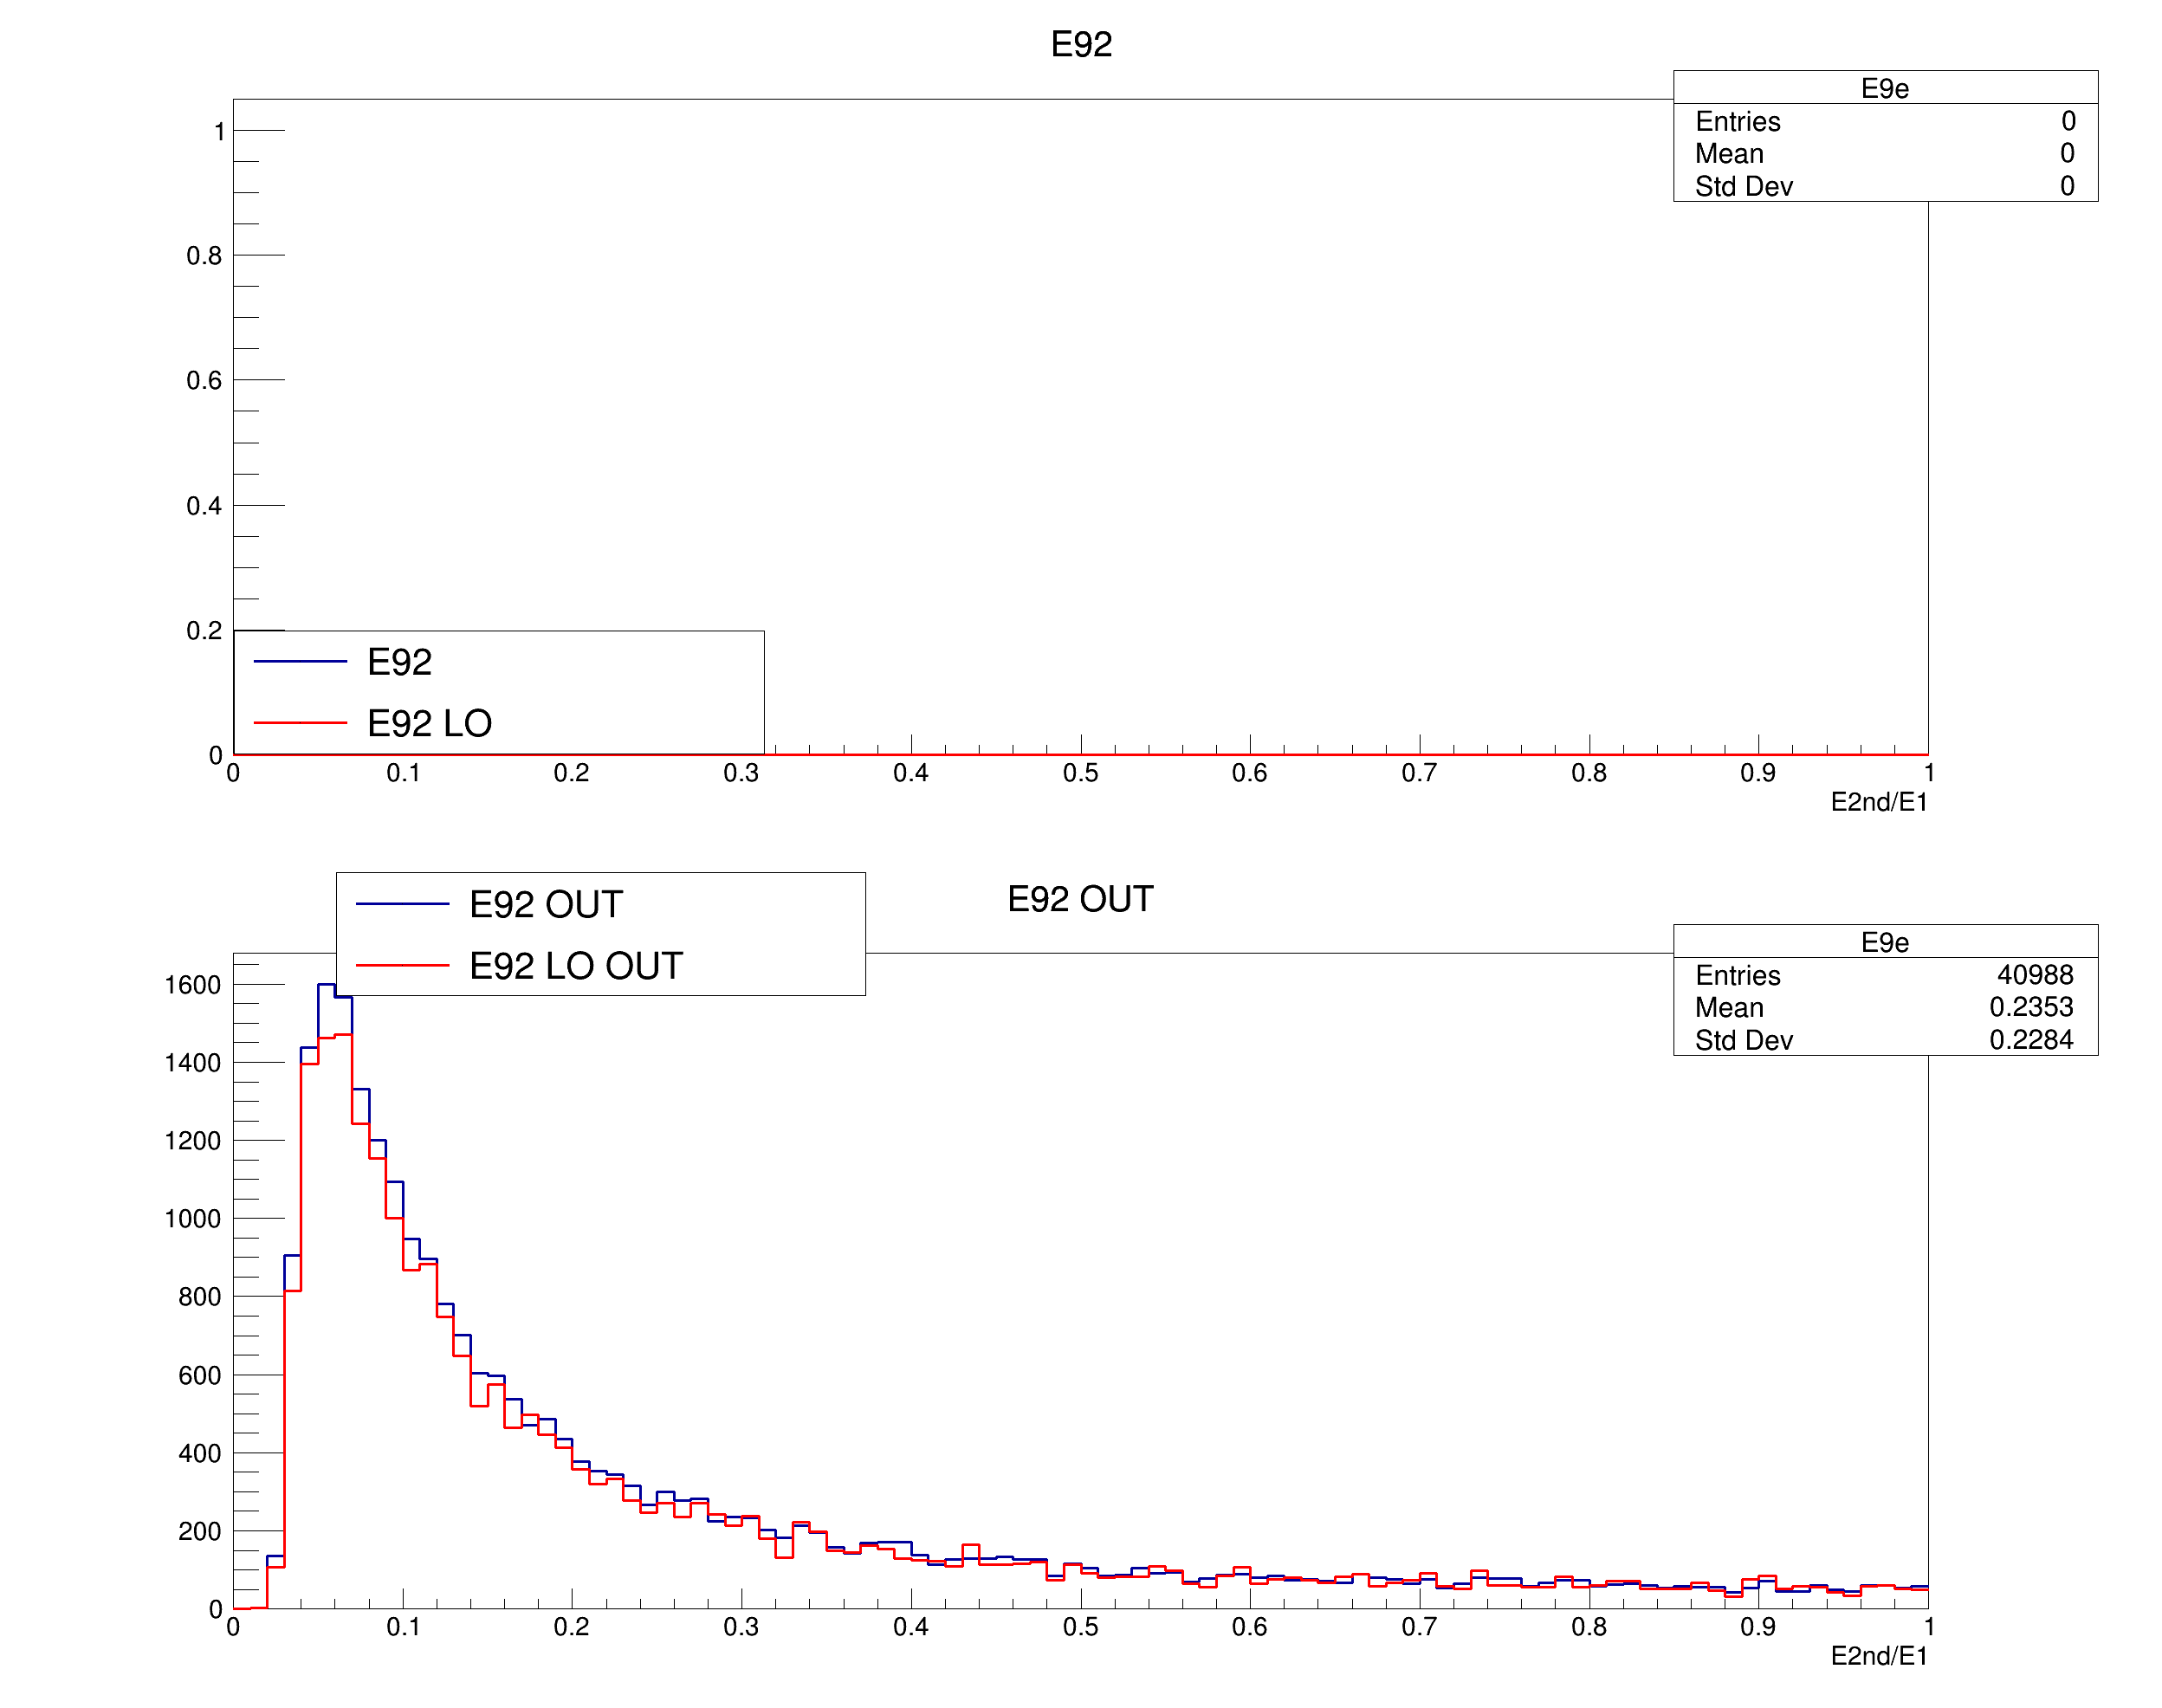 E92
E9e
Entries 0
Mean 0
Std Dev 0
1
0.8
0.6
0.4
0.2
0
E92
E92 LO
0 0.1 0.2 0.3 0.4 0.5 0.6 0.7 0.8 0.9 1
E2nd/E1
E92 OUT
E92 OUT
E92 LO OUT
E9e
Entries 40988
Mean 0.2353
Std Dev 0.2284
1600
1400
1200
1000
800
600
400
200
0
0 0.1 0.2 0.3 0.4 0.5 0.6 0.7 0.8 0.9 1
E2nd/E1